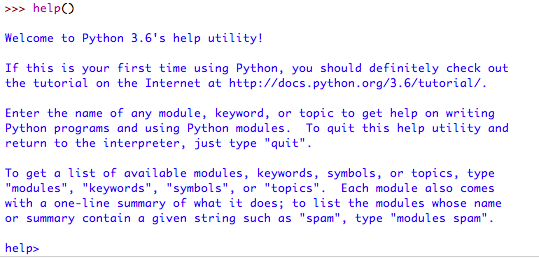 >>> help()
Welcome to Python 3.6's help utility!
If this is your first time using Python, you should definitely check out
the tutorial on the Internet at http://docs.python.org/3.6/tutorial/.
Enter the name of any module, keyword, or topic to get help on writing
Python programs and using Python modules.  To quit this help utility and
return to the interpreter, just type "quit".
To get a list of available modules, keywords, symbols, or topics, type
"modules", "keywords", "symbols", or "topics".  Each module also comes
with a one-line summary of what it does; to list the modules whose name
or summary contain a given string such as "spam", type "modules spam".
help>